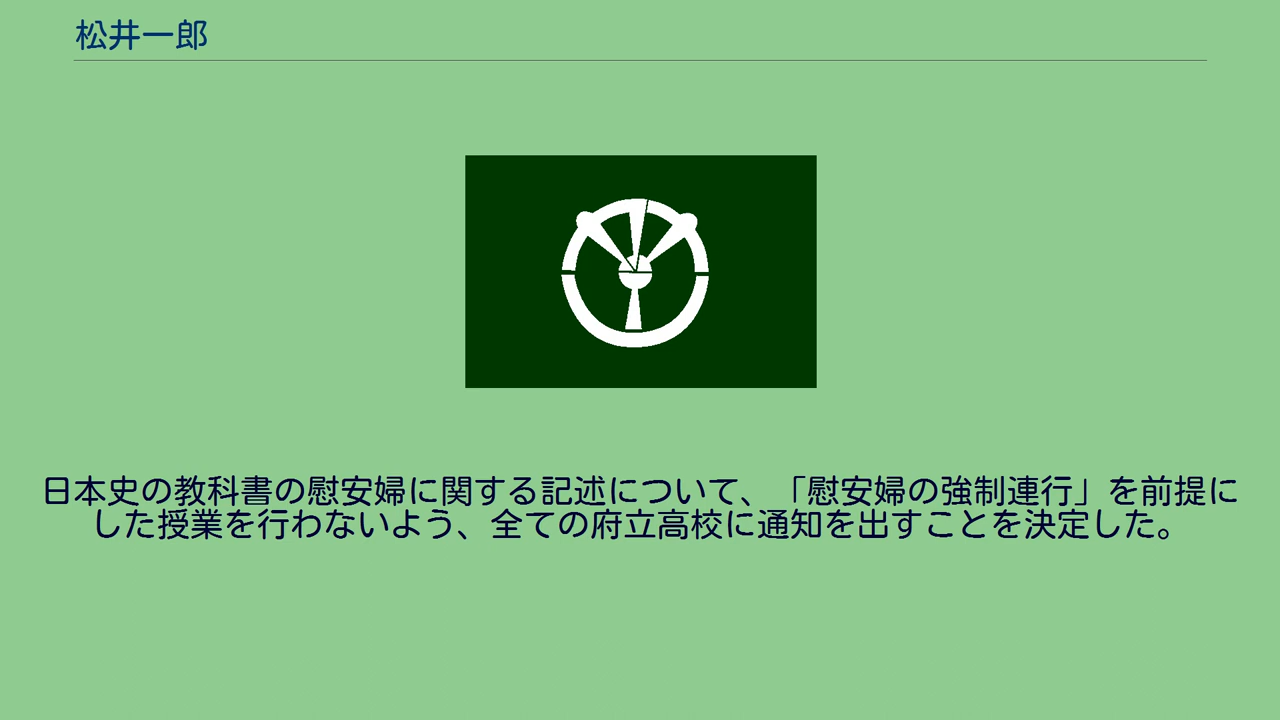 松井一郎
日本史の教科書の慰安婦に関する記述について、「慰安婦の強制連行」を前提に
した授業を行わないよう、全ての府立高校に通知を出すことを決定した。